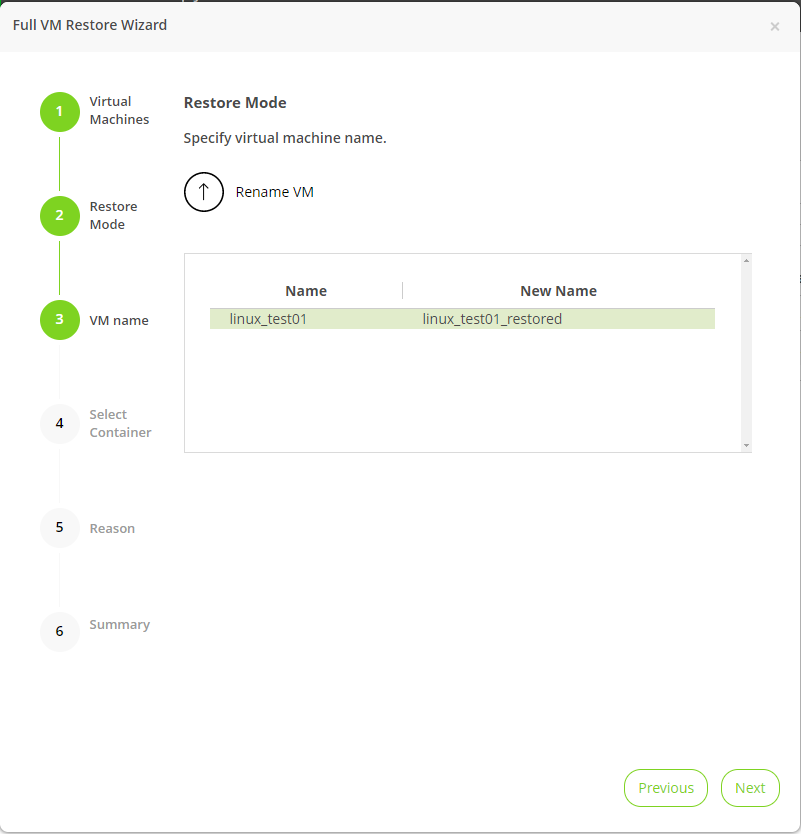 Full VM Restore Wizard
×
1
Virtual
Machines
2
Restore
Mode
3
VM name
4
Select
Container
5
Reason
6
Summary
Restore Mode
Specify virtual machine name.
Rename VM
Name New Name
linux_test01 linux_test01_restored
Previous Next